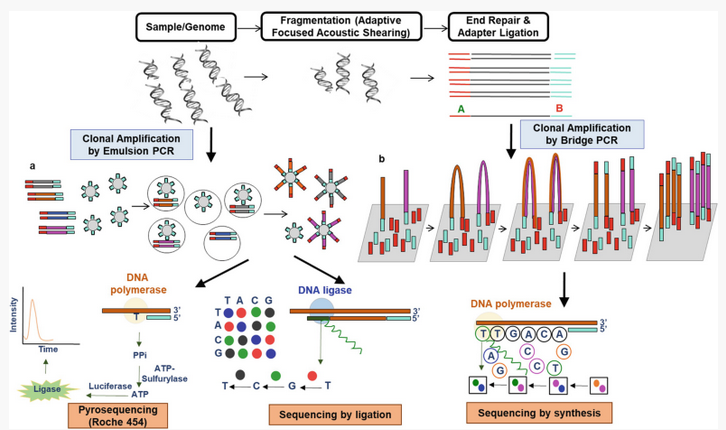 Sample/Genome
Fragmentation (Adaptive
Focused Acoustic Shearing)
End Repair &
Adapter Ligation
A
B
Clonal Amplification
by Emulsion PCR
Clonal Amplification
by Bridge PCR
a
b
DNA
polymerase
3'
5'
T
PPi
ATP-
Sulfurylase
ATP
Luciferase
Ligase
Intensity
Time
Pyrosequencing
(Roche 454)
T A C G
T
A
C
G
DNA ligase
3'
5'
T C G T
Sequencing by ligation
DNA polymerase
3'
5'
T T G A C A
A C G
G C T
Sequencing by synthesis